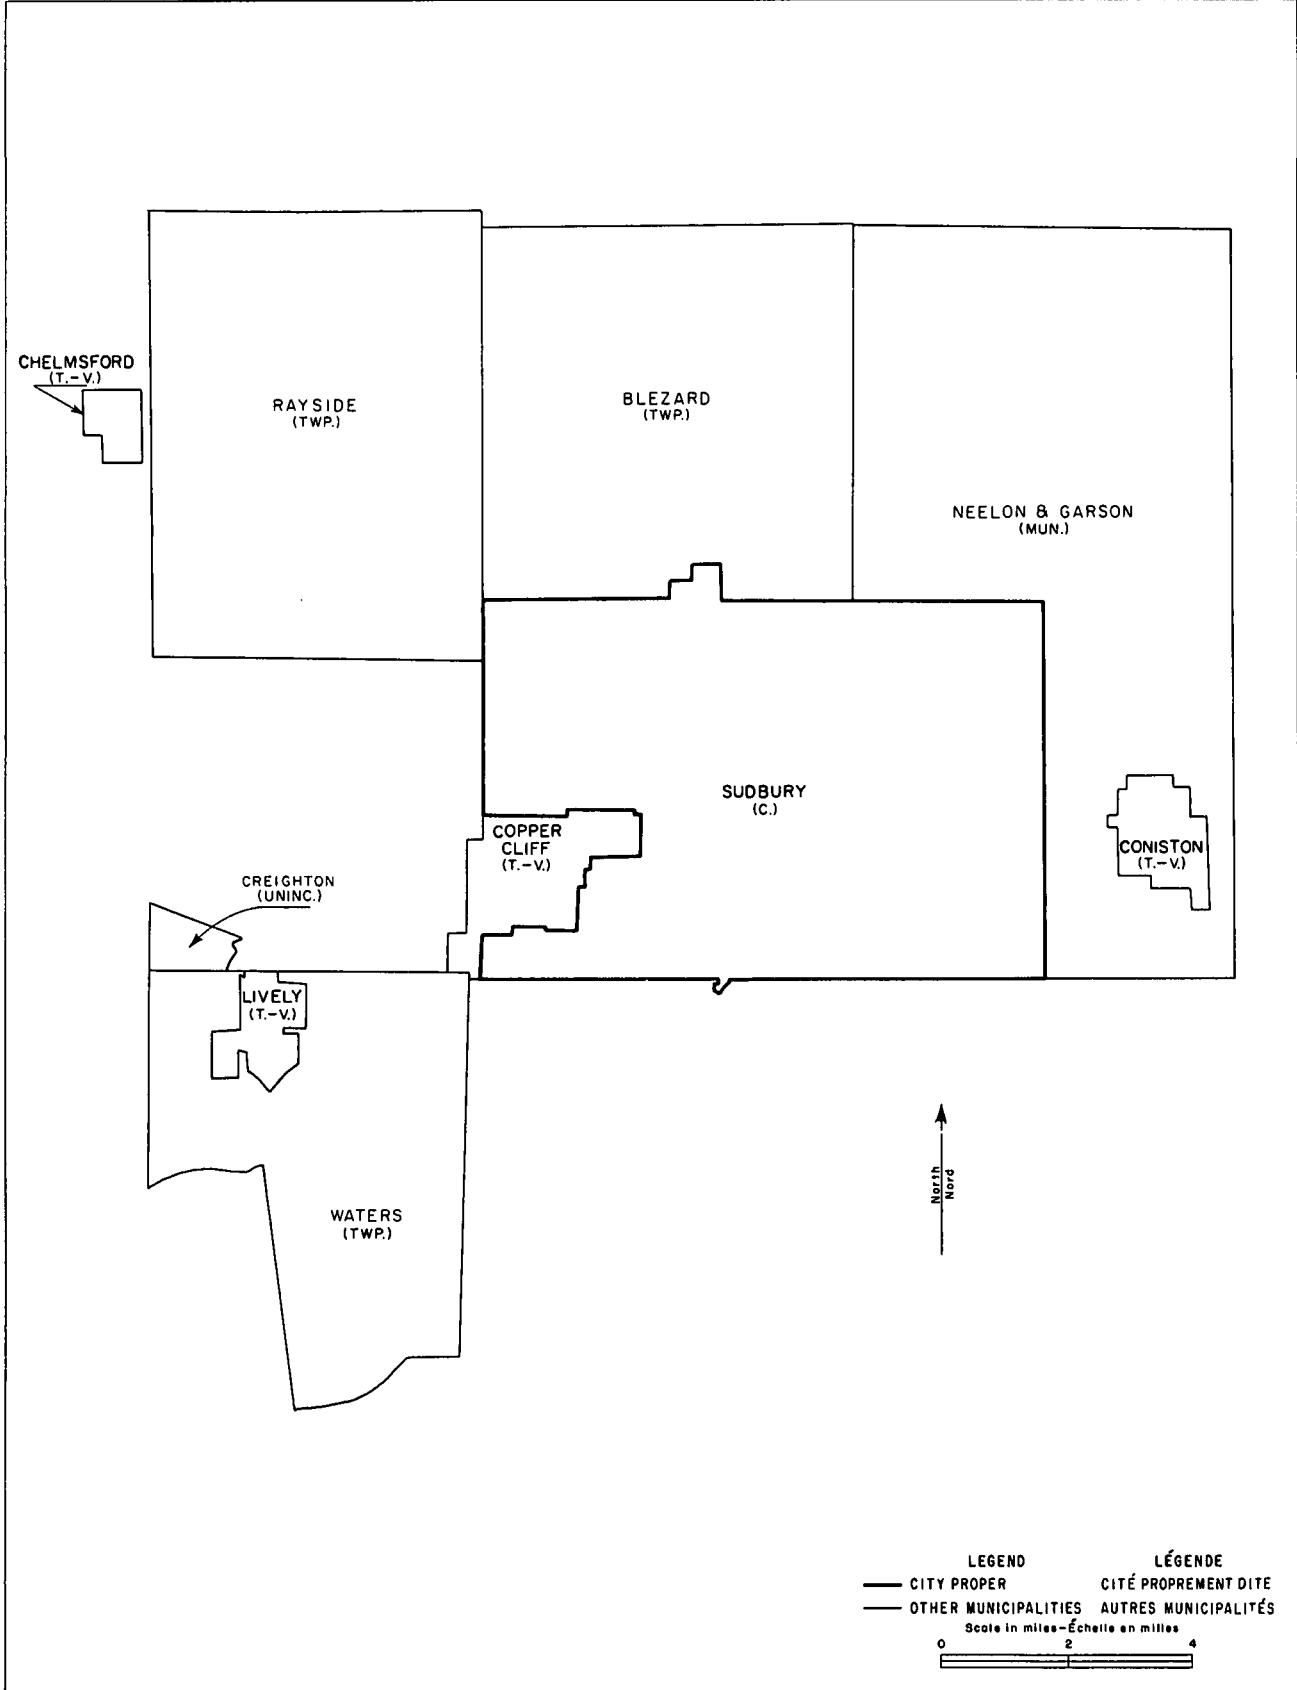 CHELMSFORD
(T.-V.)
RAYSIDE
(TWP.)
BLEZARD
(TWP.)
NEELON & GARSON
(MUN.)
SUDBURY
(C.)
COPPER
CLIFF
(T.-V.)
CONISTON
(T.-V.)
CREIGHTON
(UNINC.)
LIVELY
(T.-V.)
WATERS
(TWP.)
North
Nord
LEGEND LÉGENDE
CITY PROPER CITÉ PROPREMENT DITE
OTHER MUNICIPALITIES AUTRES MUNICIPALITÉS
Scale in miles-Échelle en milles
0 2 4